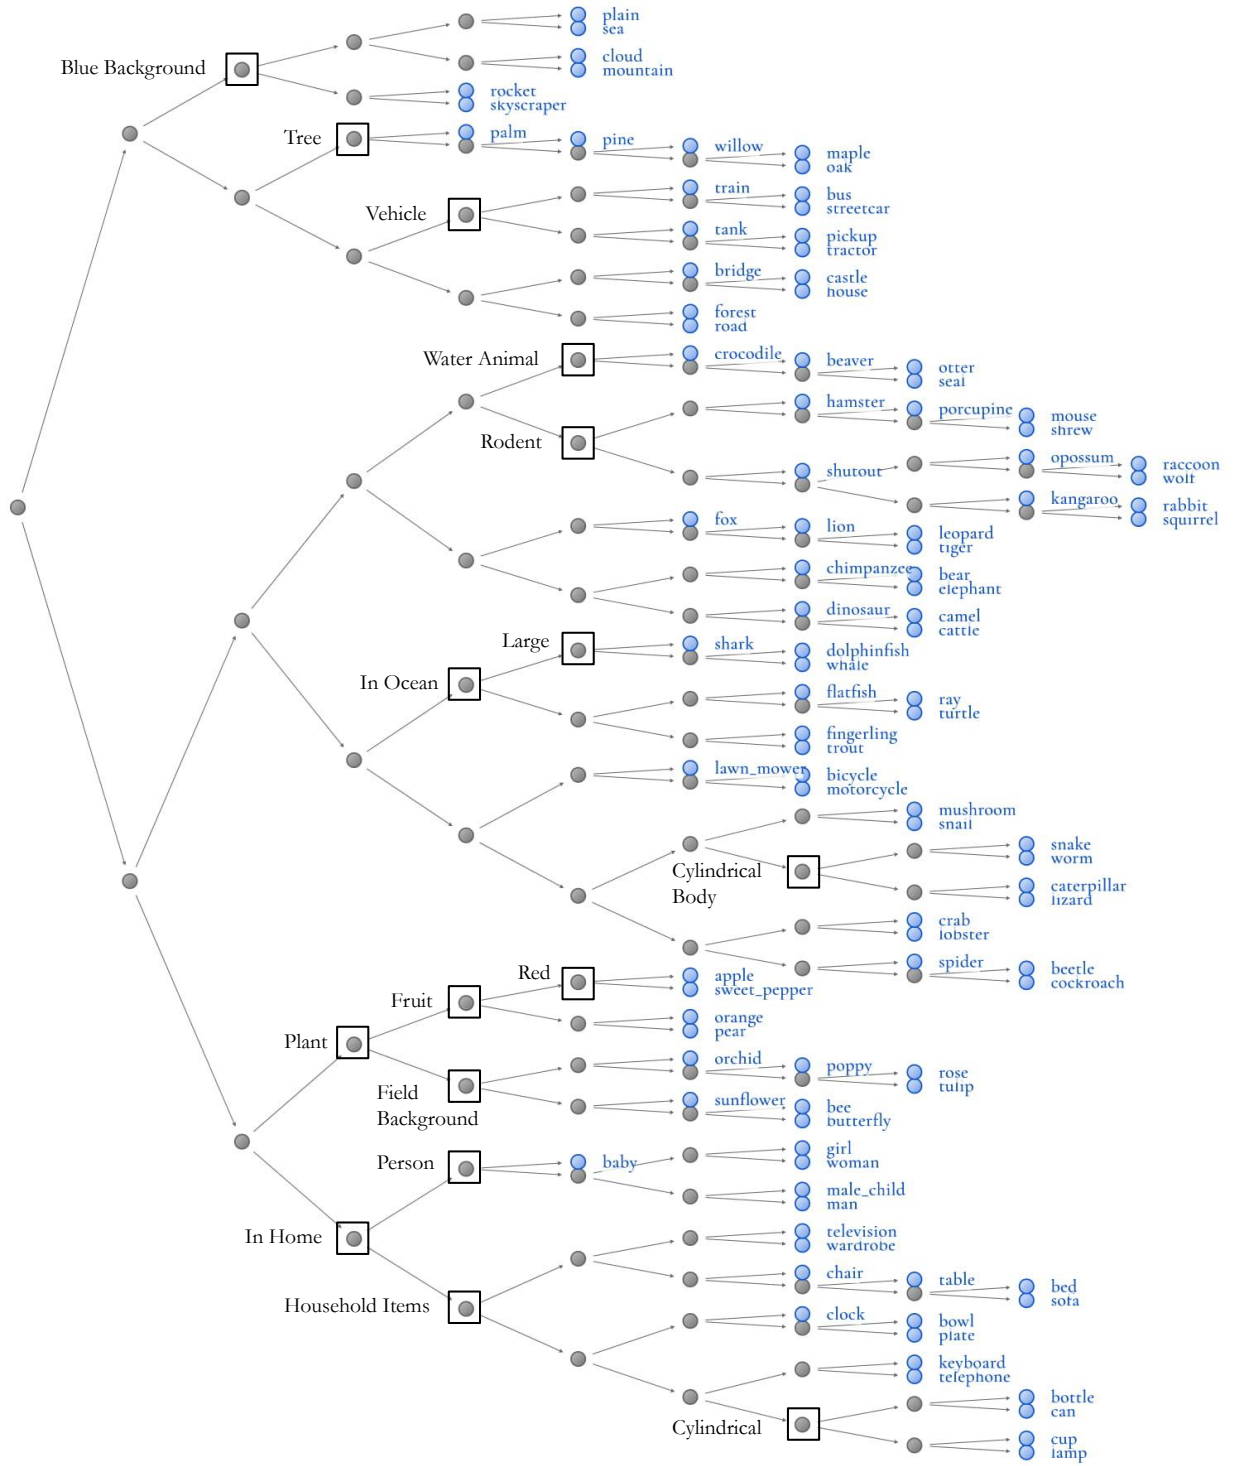 plain
sea
cloud
Blue Background
mountain
rocket
skyscraper
Tree
palm
pine
willow
maple
oak
train
bus
Vehicle
streetcar
tank
pickup
tractor
bridge
castle
house
forest
road
Water Animal
crocodile
beaver
otter
seal
hamster
porcupine
mouse
shrew
Rodent
shutout
opossum
raccoon
wolf
kangaroo
rabbit
squirrel
fox
lion
leopard
tiger
chimpanzee
bear
elephant
dinosaur
camel
cattle
Large
shark
dolphinfish
whale
In Ocean
flatfish
ray
turtle
fingerling
trout
lawn_mower
bicycle
motorcycle
mushroom
snail
snake
worm
Cylindrical
Body
caterpillar
lizard
crab
lobster
spider
beetle
cockroach
Red
apple
sweet_pepper
Fruit
orange
pear
Plant
orchid
poppy
rose
tulip
Field
Background
sunflower
bee
butterfly
Person
baby
girl
woman
male_child
man
In Home
television
wardrobe
chair
table
bed
sofa
Household Items
clock
bowl
plate
keyboard
telephone
Cylindrical
bottle
can
cup
lamp